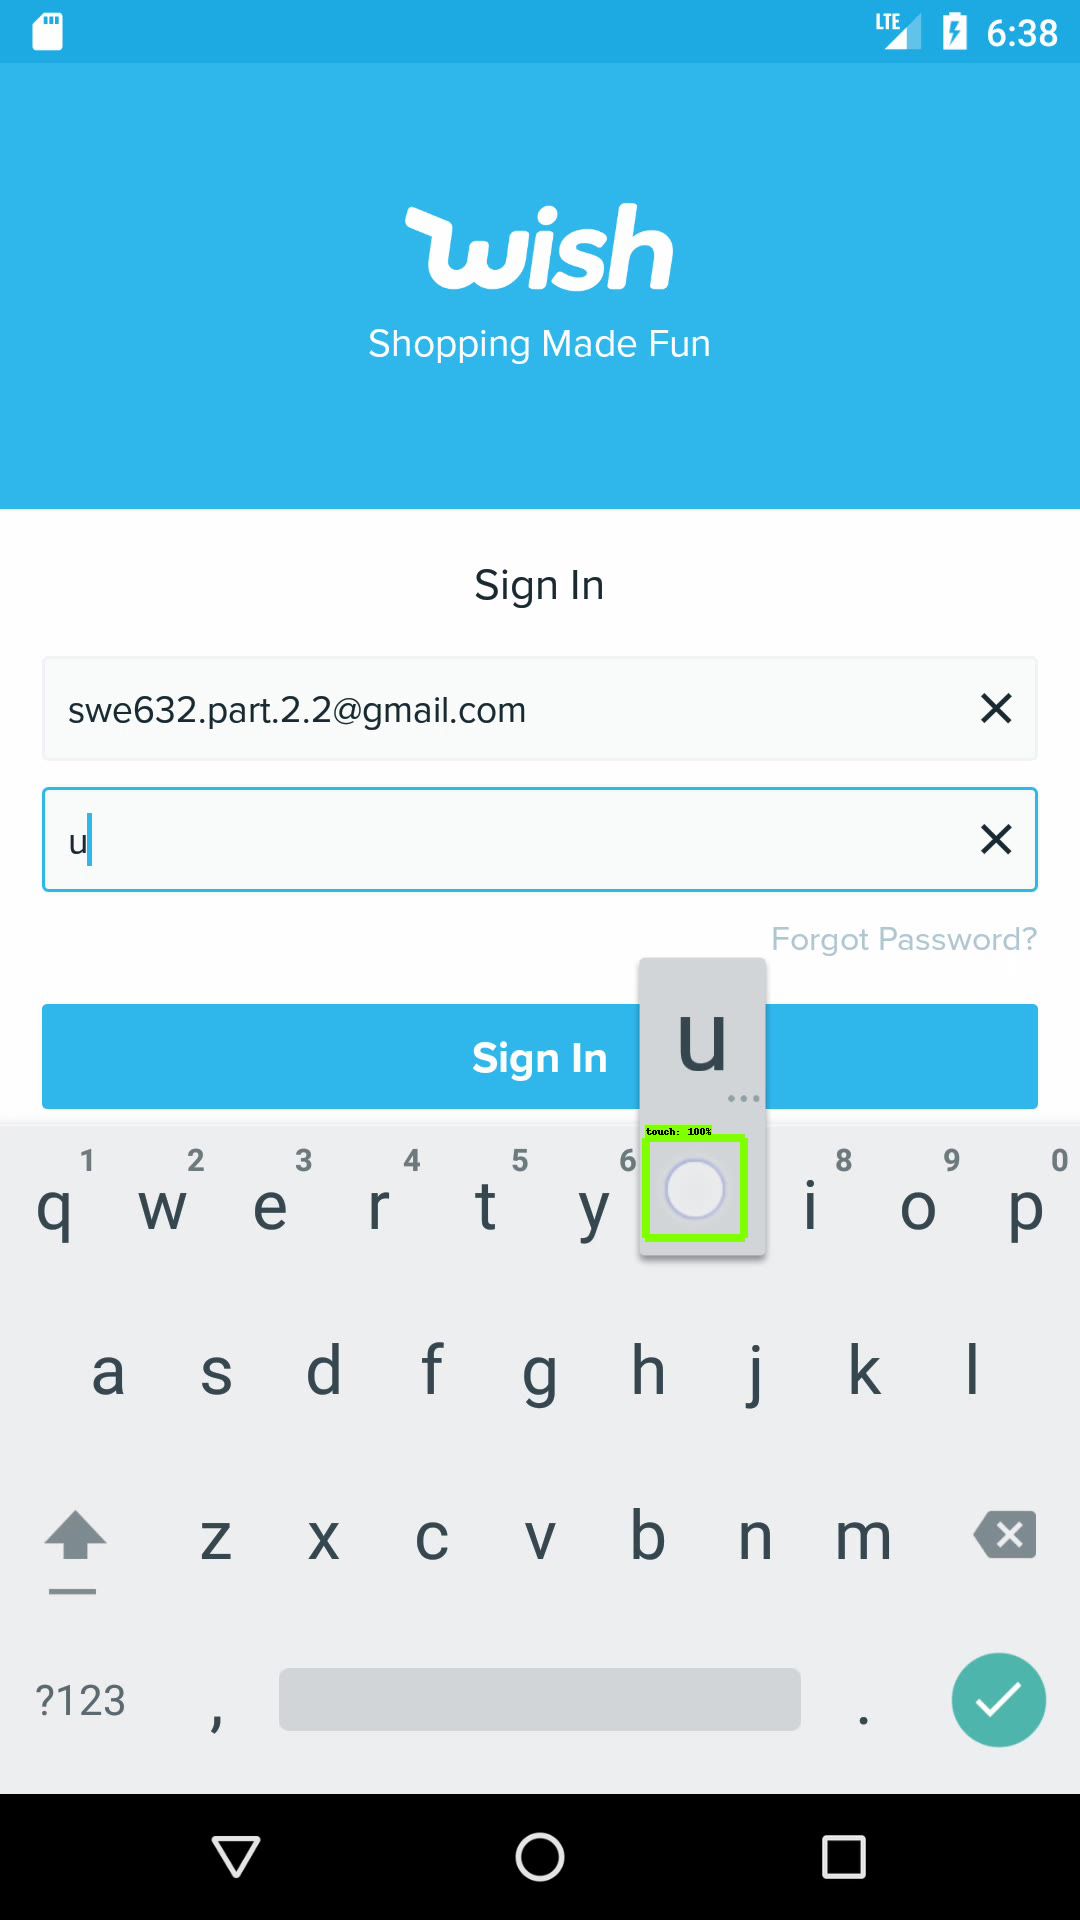 LTE 6:38
wish
Shopping Made Fun
Sign In
swe632.part.2.2@gmail.com
u
Forgot Password?
Sign In
u
...
touch: 100%
1 2 3 4 5 6 8 9 0
q w e r t y i o p
a s d f g h j k l
z x c v b n m
?123 , .